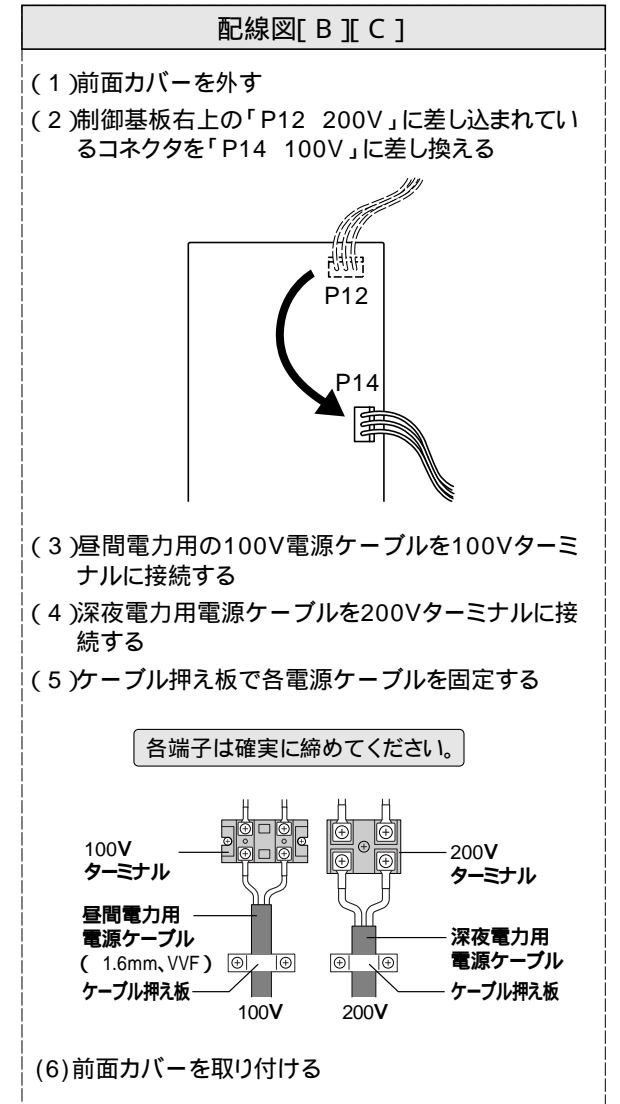 配線図[ B ][ C ]
( 1 )前面カバーを外す
( 2 )制御基板右上の「P12 200V」に差し込まれてい
るコネクタを「P14 100V」に差し換える
P12
P14
( 3 )昼間電力用の100V電源ケーブルを100Vターミ
ナルに接続する
( 4 )深夜電力用電源ケーブルを200Vターミナルに接
続する
( 5 )ケーブル押え板で各電源ケーブルを固定する
各端子は確実に締めてください。
100V
ターミナル
昼間電力用
電源ケーブル
( 1.6mm、VVF )
ケーブル押え板
100V
200V
ターミナル
深夜電力用
電源ケーブル
ケーブル押え板
200V
(6)前面カバーを取り付ける